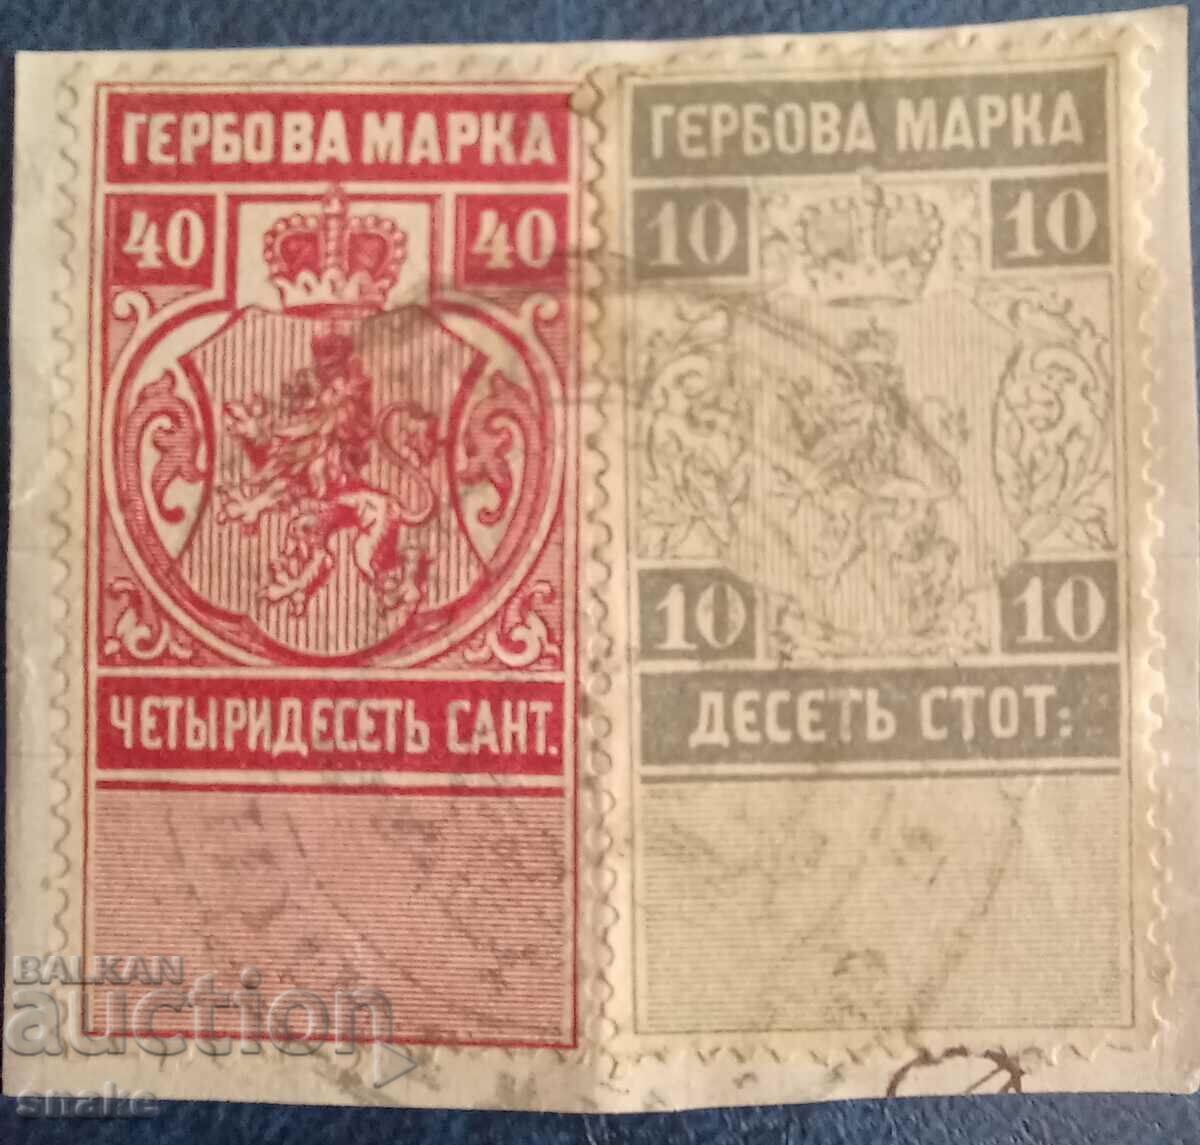 ГЕРБОВА МАРКА
40 40
ЧЕТЫРИДЕСЕТЬ САНТ.
ГЕРБОВА МАРКА
10 10
10 10
ДЕСЕТЬ СТОТ:
BALKAN
auction
snake